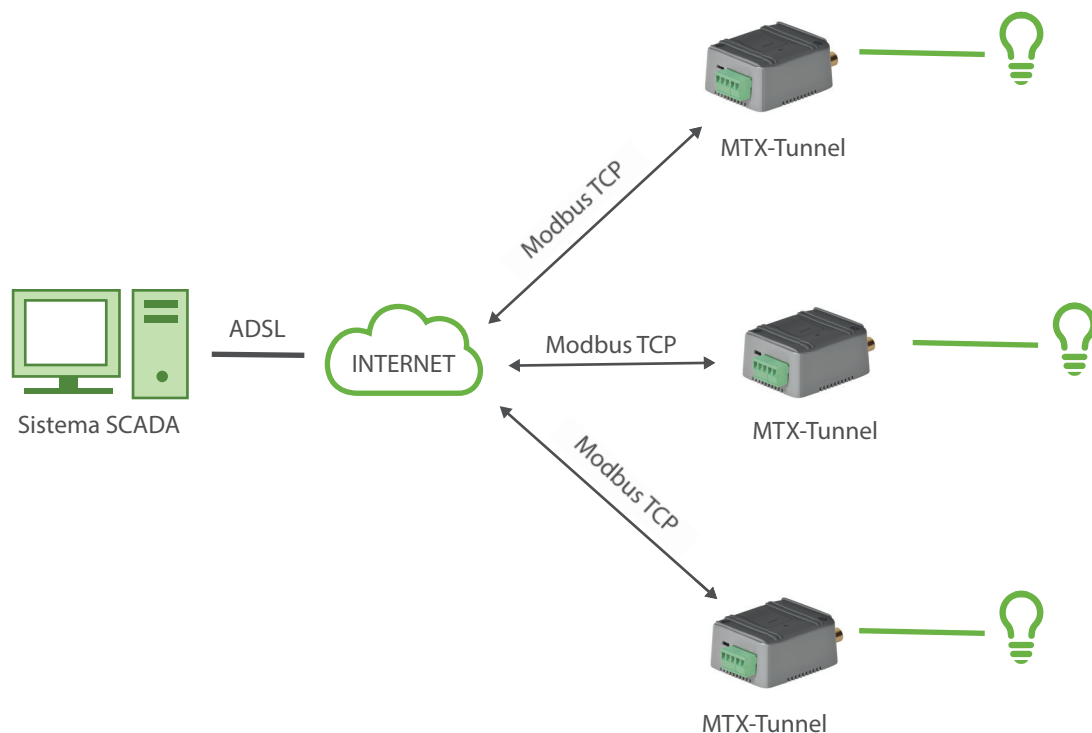 MTX-Tunnel
Modbus TCP
ADSL
INTERNET
Modbus TCP
Sistema SCADA
MTX-Tunnel
Modbus TCP
MTX-Tunnel